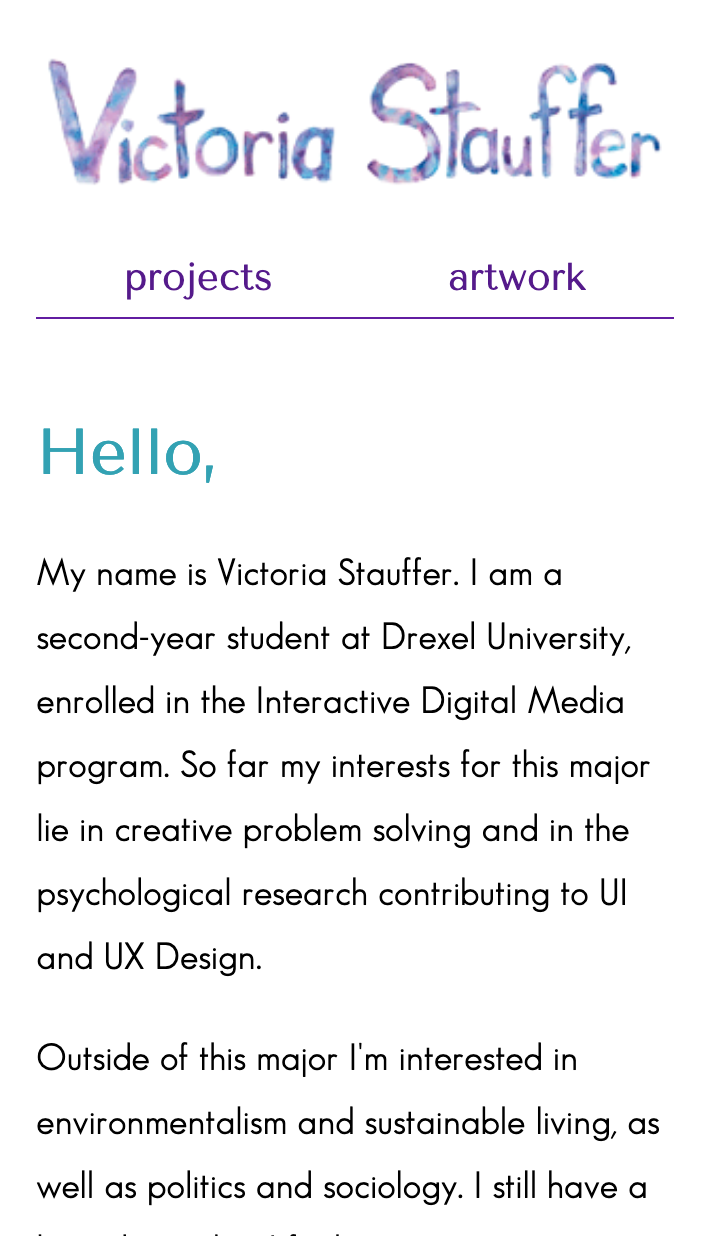 Victoria Stauffer
projects artwork
Hello,
My name is Victoria Stauffer. I am a
second-year student at Drexel University,
enrolled in the Interactive Digital Media
program. So far my interests for this major
lie in creative problem solving and in the
psychological research contributing to UI
and UX Design.
Outside of this major I'm interested in
environmentalism and sustainable living, as
well as politics and sociology. I still have a